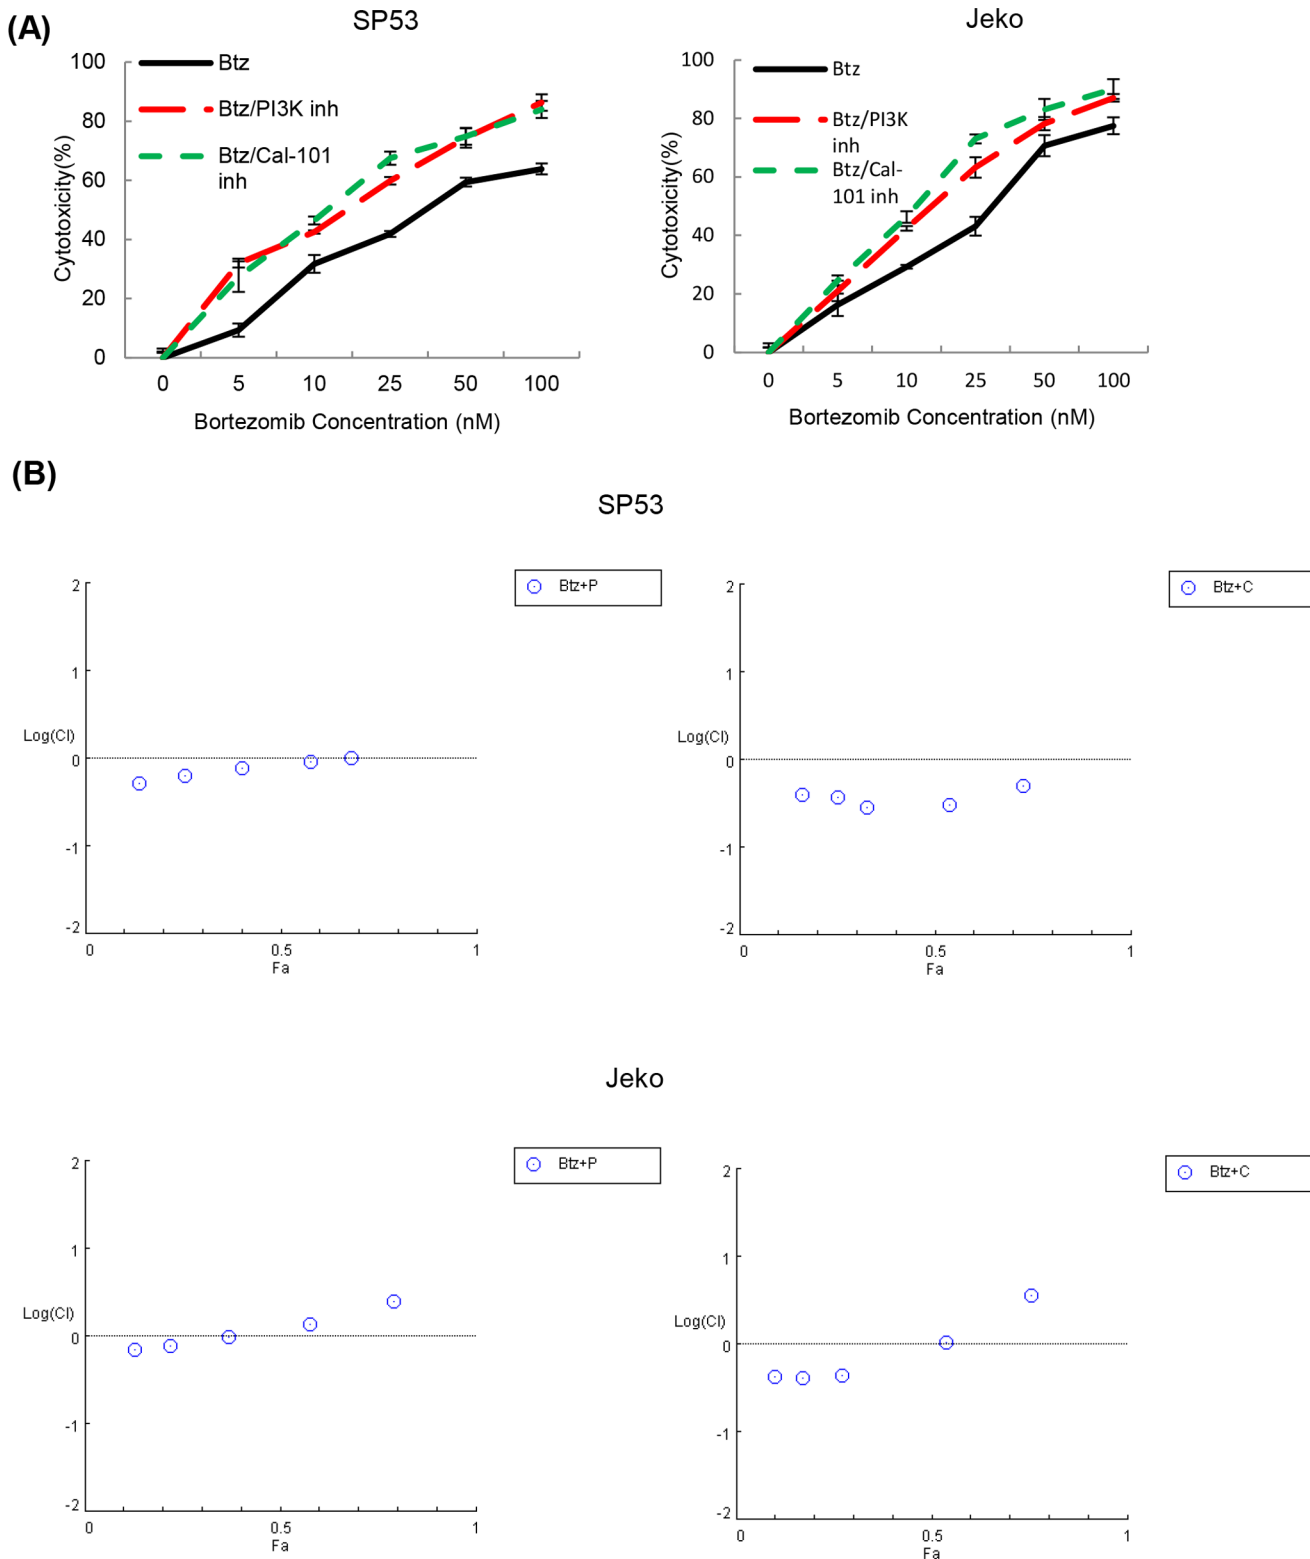 (A)
SP53
Jeko
Cytotoxicity(%)
100
80
60
40
20
0
Btz
Btz/PI3K inh
Btz/Cal-101
inh
0 5 10 25 50 100
Bortezomib Concentration (nM)
Cytotoxicity(%)
100
80
60
40
20
0
Btz
Btz/PI3K
inh
Btz/Cal-
101 inh
0 5 10 25 50 100
Bortezomib Concentration (nM)
(B)
SP53
Btz+P
2
1
Log(CI)
0
-1
-2
0 0.5 1
Fa
Btz+C
2
1
Log(CI)
0
-1
-2
0 0.5 1
Fa
Jeko
Btz+P
2
1
Log(CI)
0
-1
-2
0 0.5 1
Fa
Btz+C
2
1
Log(CI)
0
-1
-2
0 0.5 1
Fa